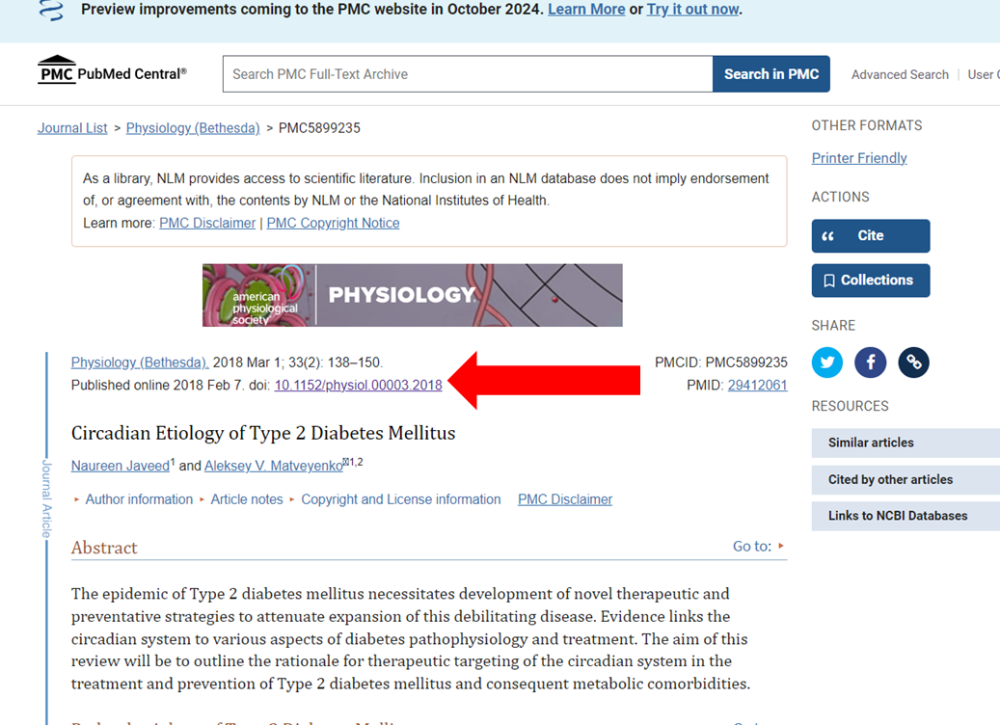 Preview improvements coming to the PMC website in October 2024. Learn More or Try it out now.
PMC PubMed Central®
Search PMC Full-Text Archive
Search in PMC
Advanced Search | User
Journal List > Physiology (Bethesda) > PMC5899235
As a library, NLM provides access to scientific literature. Inclusion in an NLM database does not imply endorsement
of, or agreement with, the contents by NLM or the National Institutes of Health.
Learn more: PMC Disclaimer | PMC Copyright Notice
american
physiological
society
PHYSIOLOGY.
Physiology (Bethesda). 2018 Mar 1; 33(2): 138–150.
Published online 2018 Feb 7. doi: 10.1152/physiol.00003.2018
PMCID: PMC5899235
PMID: 29412061
Circadian Etiology of Type 2 Diabetes Mellitus
Naureen Javeed1 and Aleksey V. Matveyenko✉1,2
Author information Article notes Copyright and License information PMC Disclaimer
Journal Article
Abstract
Go to:
The epidemic of Type 2 diabetes mellitus necessitates development of novel therapeutic and
preventative strategies to attenuate expansion of this debilitating disease. Evidence links the
circadian system to various aspects of diabetes pathophysiology and treatment. The aim of this
review will be to outline the rationale for therapeutic targeting of the circadian system in the
treatment and prevention of Type 2 diabetes mellitus and consequent metabolic comorbidities.
OTHER FORMATS
Printer Friendly
ACTIONS
Cite
Collections
SHARE
RESOURCES
Similar articles
Cited by other articles
Links to NCBI Databases